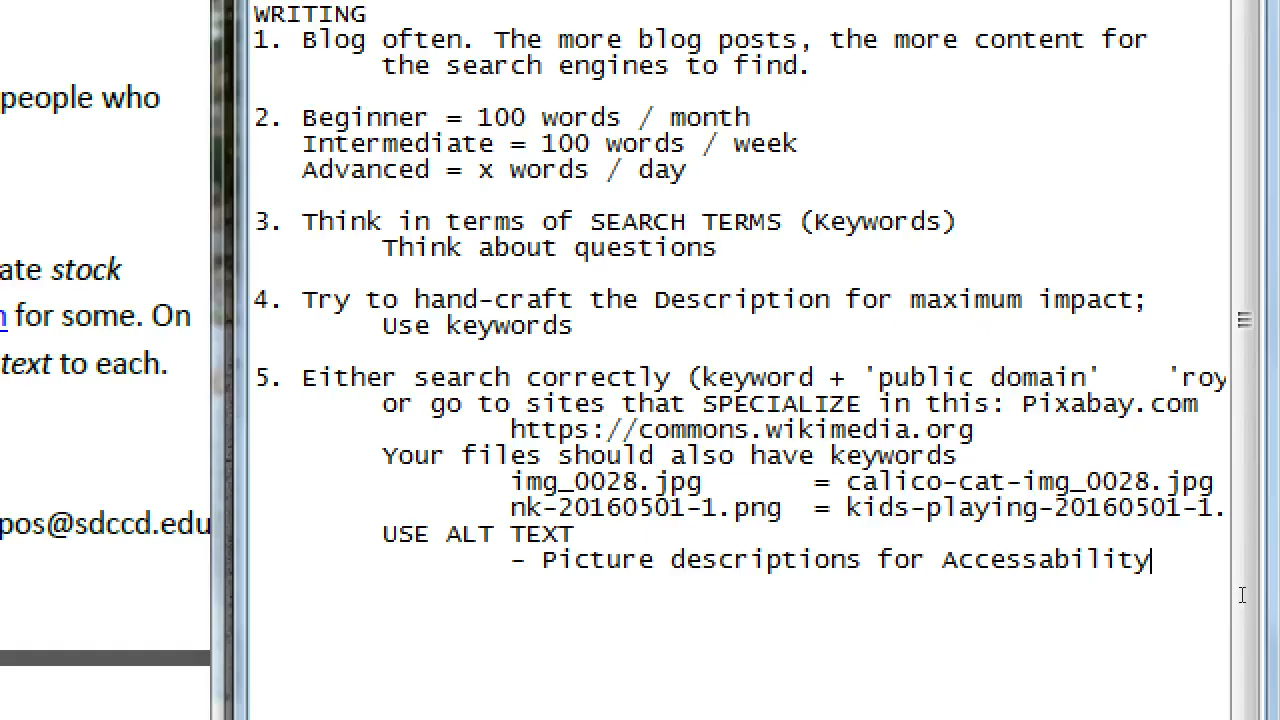 people who
ate stock
for some. On
text to each.
pos@sdccd.edu
WRITING
1. Blog often. The more blog posts, the more content for
the search engines to find.
2. Beginner = 100 words / month
Intermediate = 100 words / week
Advanced = x words / day
3. Think in terms of SEARCH TERMS (Keywords)
Think about questions
4. Try to hand-craft the Description for maximum impact;
Use keywords
5. Either search correctly (keyword + 'public domain' 'roy
or go to sites that SPECIALIZE in this: Pixabay.com
https://commons.wikimedia.org
Your files should also have keywords
img_0028.jpg = calico-cat-img_0028.jpg
nk-20160501-1.png = kids-playing-20160501-1.
USE ALT TEXT
- Picture descriptions for Accessability